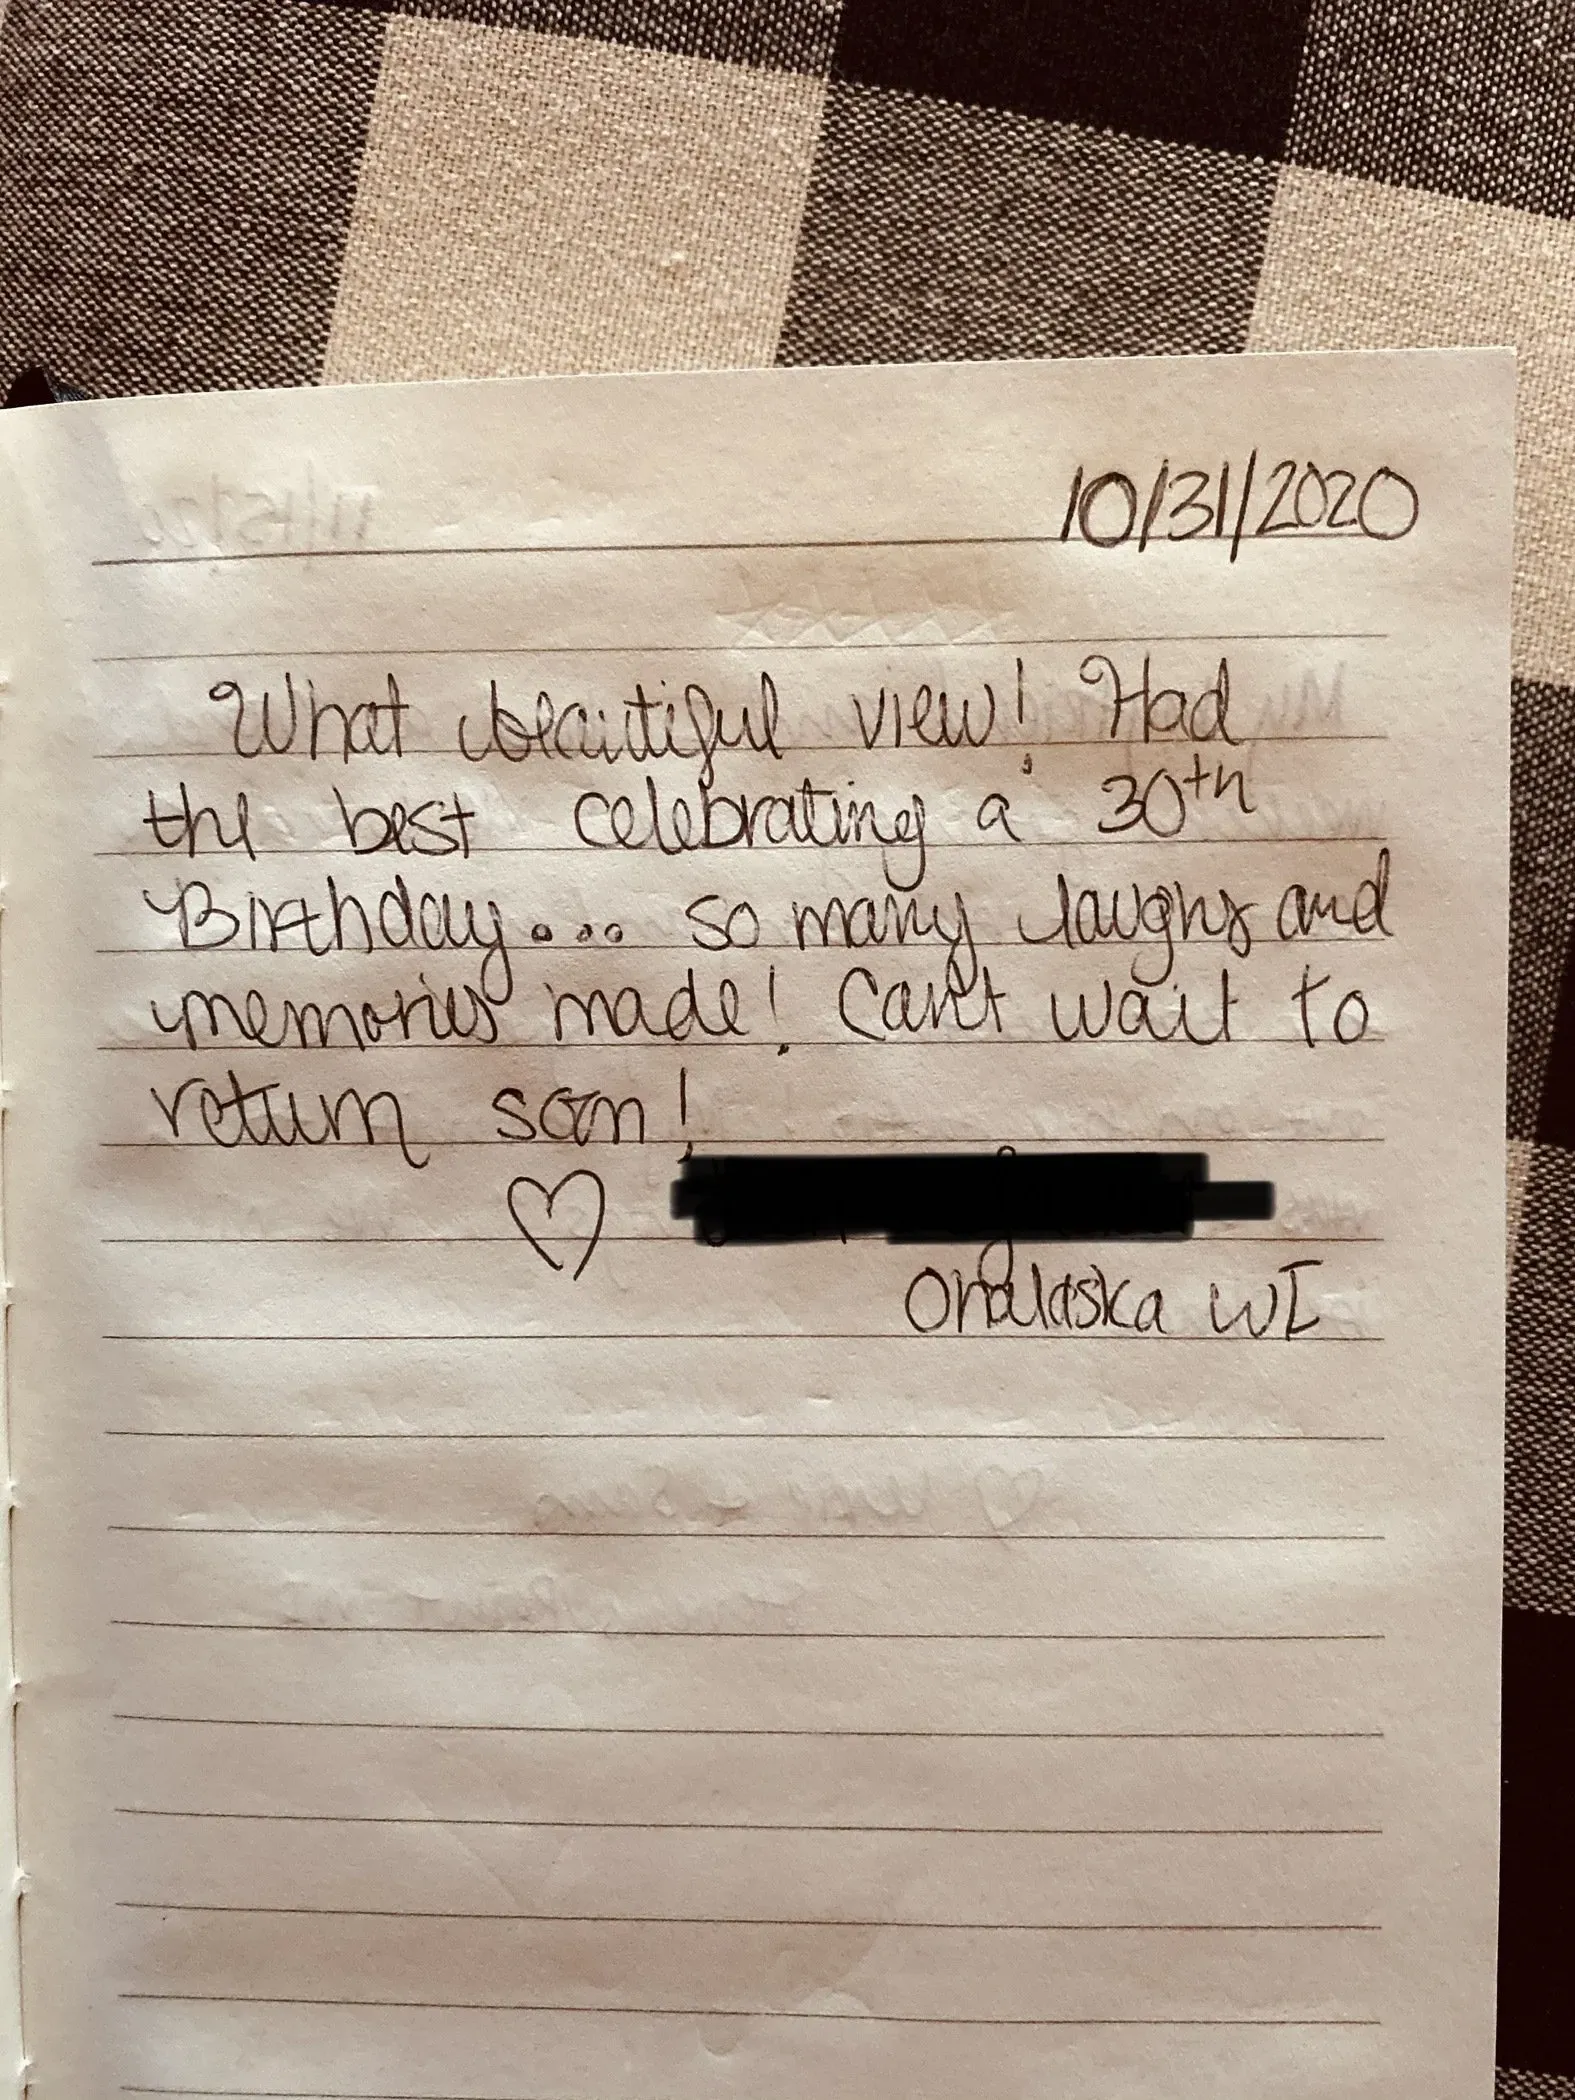 10/31/2020
What beautiful view! Had
the best celebrating a 30th
Birthday... so many laughs and
memories made! Can't wait to
return soon!
♡
Onalaska WI